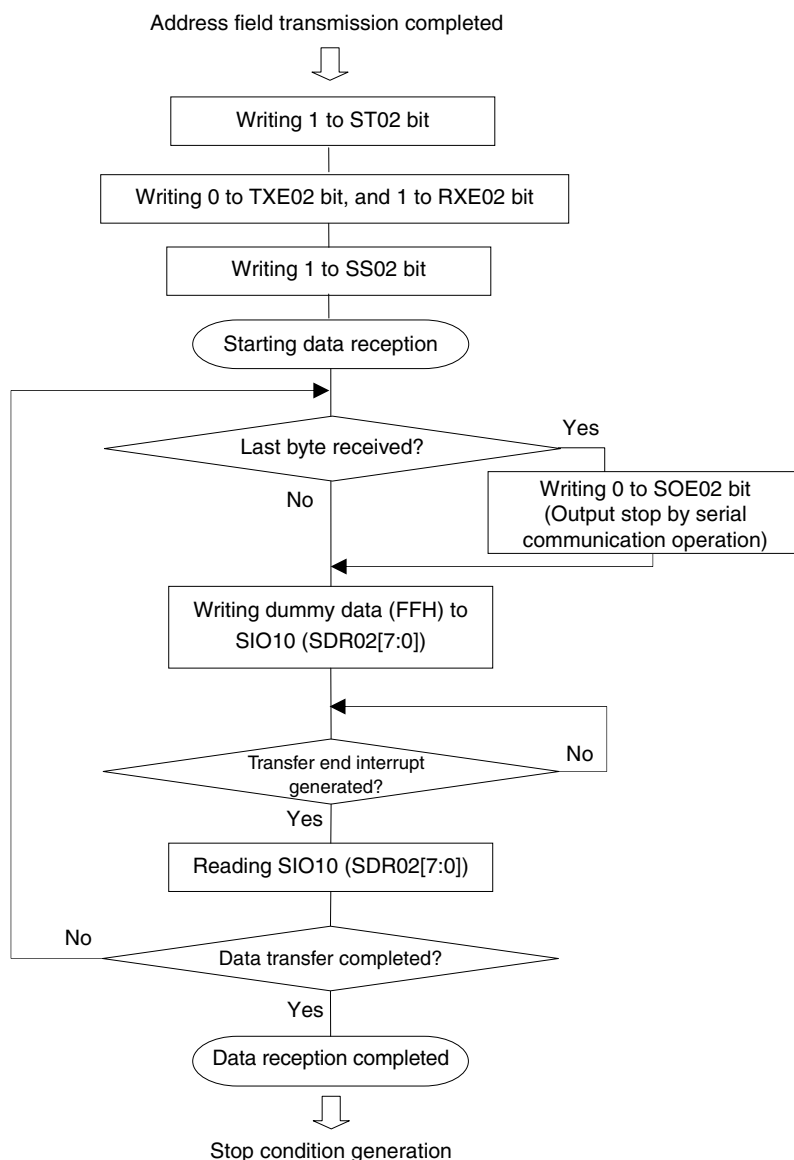 Address field transmission completed
Writing 1 to ST02 bit
Writing 0 to TXE02 bit, and 1 to RXE02 bit
Writing 1 to SS02 bit
Starting data reception
Last byte received?
Yes
No
Writing 0 to SOE02 bit
(Output stop by serial
communication operation)
Writing dummy data (FFH) to
SIO10 (SDR02[7:0])
Transfer end interrupt
generated?
No
Yes
Reading SIO10 (SDR02[7:0])
No
Data transfer completed?
Yes
Data reception completed
Stop condition generation